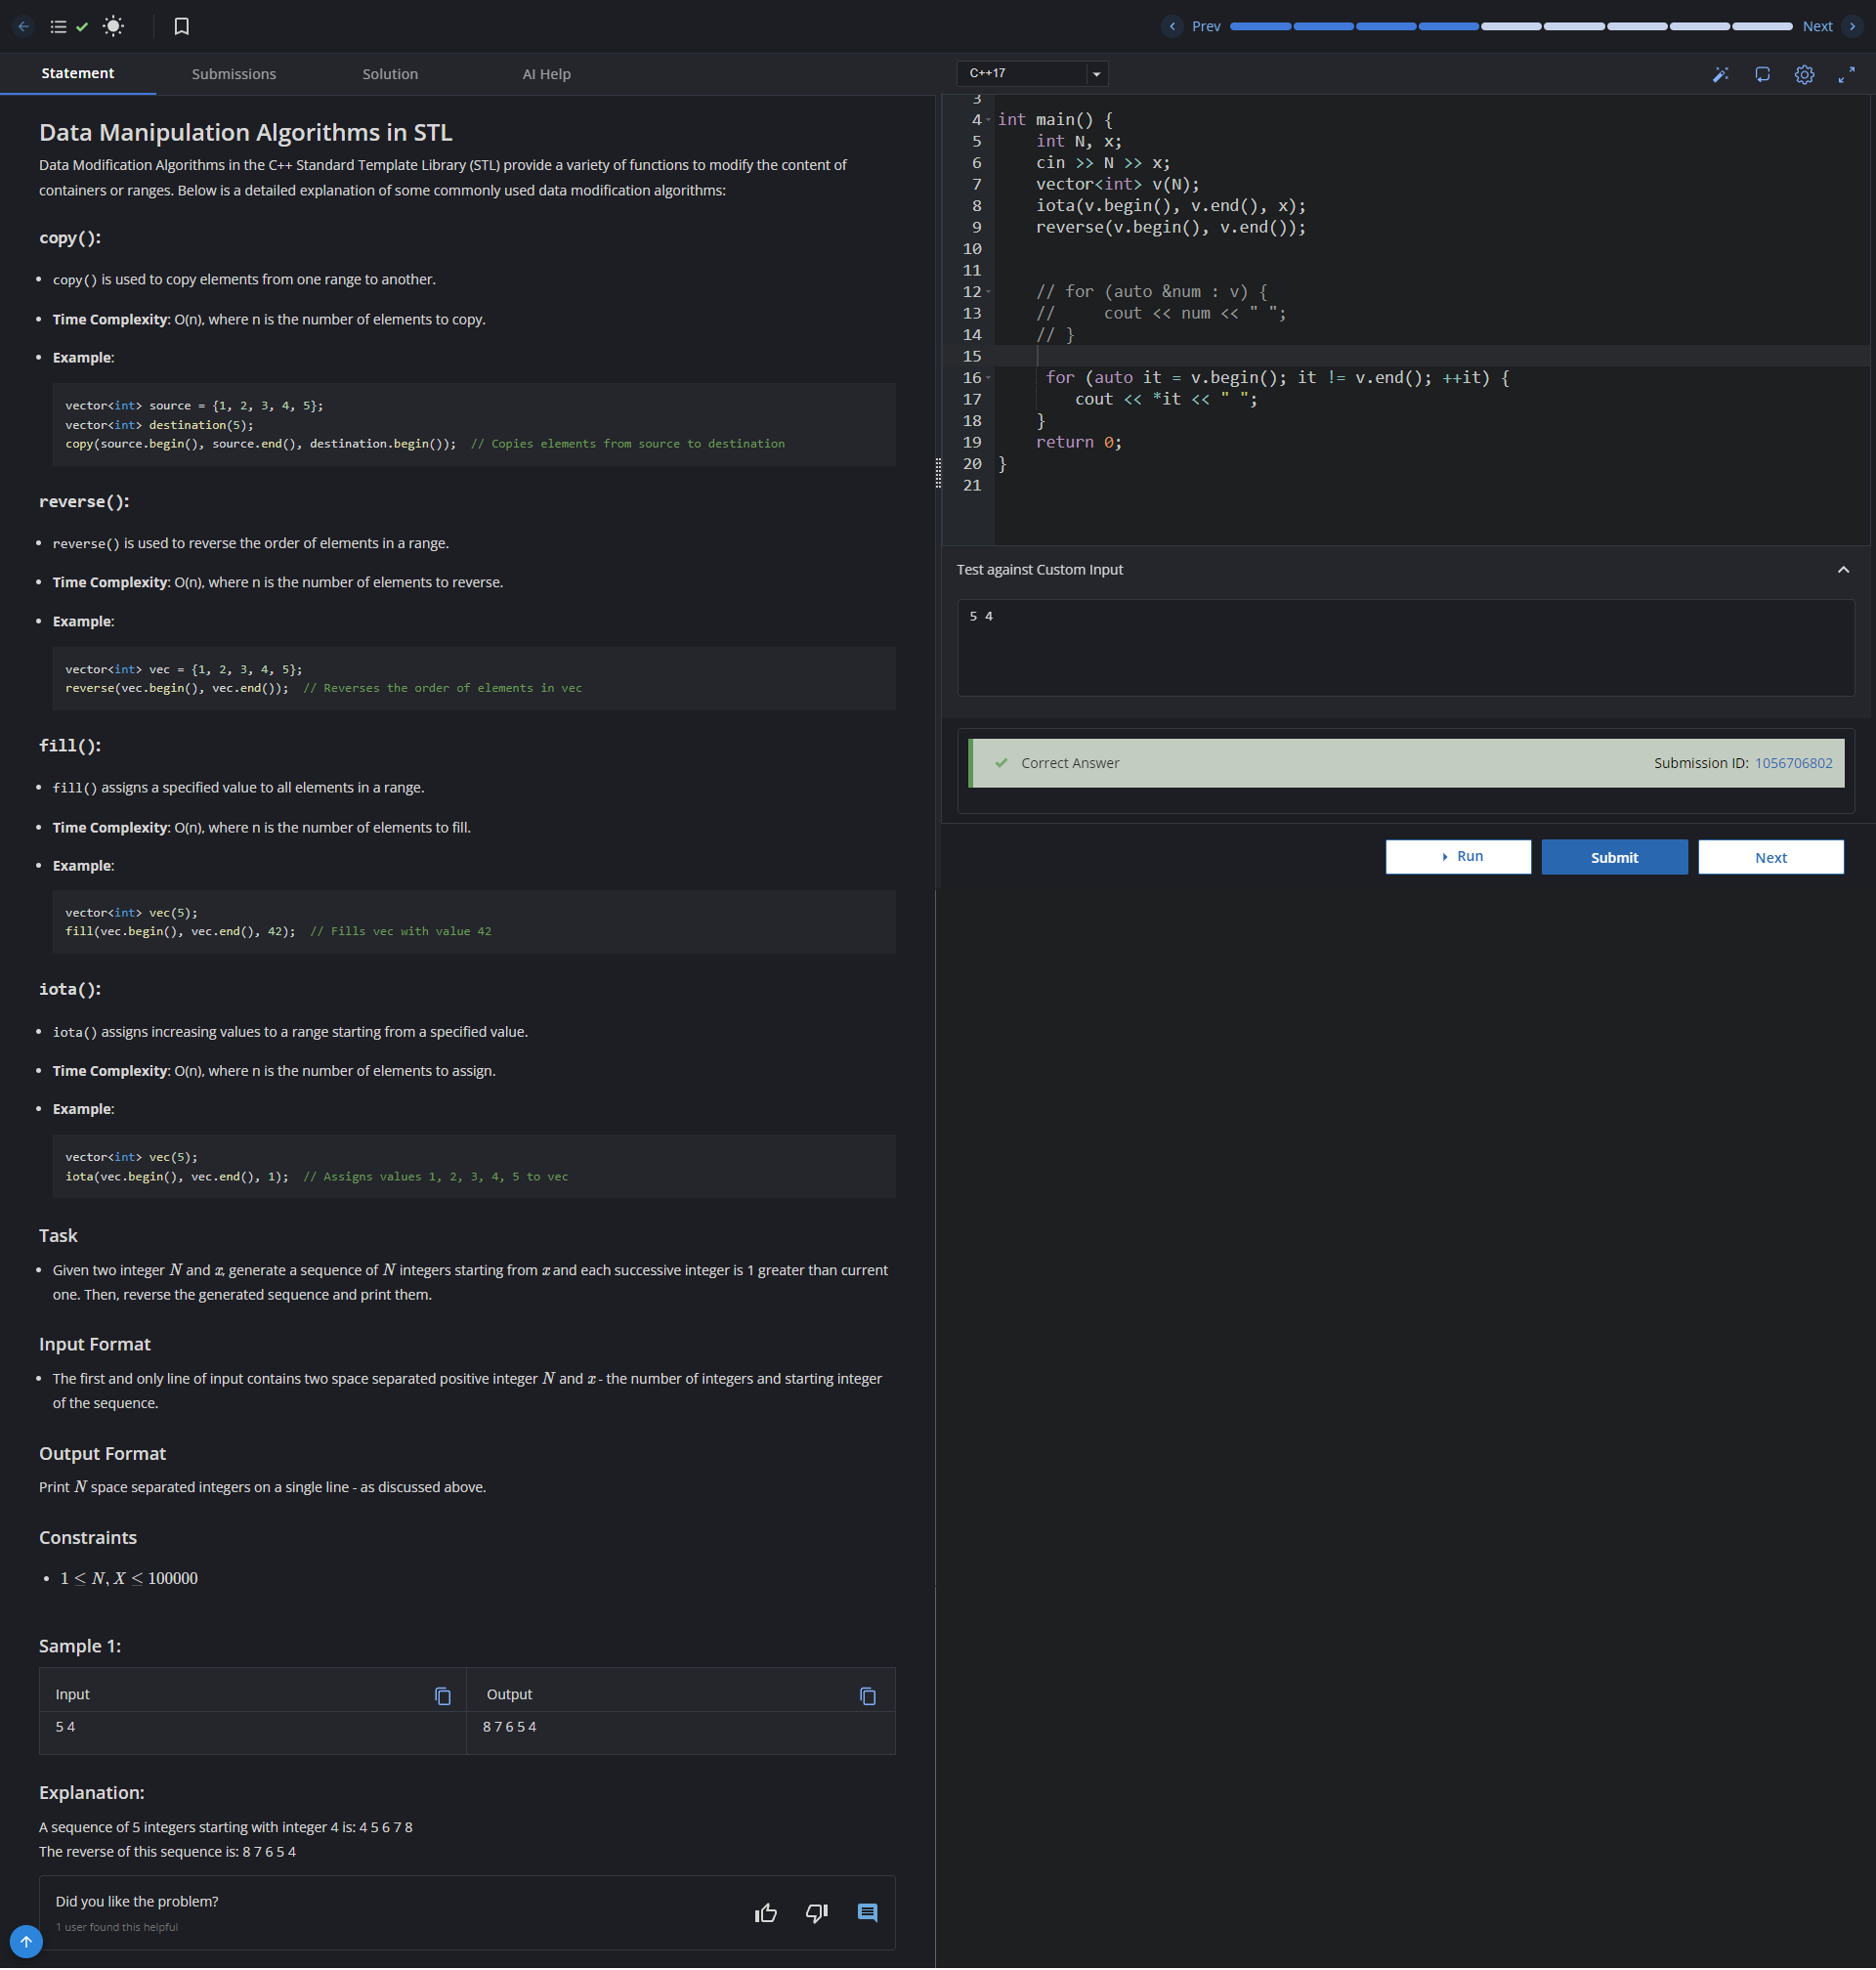 Prev
Next
Statement
Submissions
Solution
AI Help
Data Manipulation Algorithms in STL
Data Modification Algorithms in the C++ Standard Template Library (STL) provide a variety of functions to modify the content of
containers or ranges. Below is a detailed explanation of some commonly used data modification algorithms:
copy():
• copy() is used to copy elements from one range to another.
• Time Complexity: O(n), where n is the number of elements to copy.
• Example:
vector<int> source = {1, 2, 3, 4, 5};
vector<int> destination(5);
copy(source.begin(), source.end(), destination.begin());  // Copies elements from source to destination
reverse():
• reverse() is used to reverse the order of elements in a range.
• Time Complexity: O(n), where n is the number of elements to reverse.
• Example:
vector<int> vec = {1, 2, 3, 4, 5};
reverse(vec.begin(), vec.end());  // Reverses the order of elements in vec
fill():
• fill() assigns a specified value to all elements in a range.
• Time Complexity: O(n), where n is the number of elements to fill.
• Example:
vector<int> vec(5);
fill(vec.begin(), vec.end(), 42);  // Fills vec with value 42
iota():
• iota() assigns increasing values to a range starting from a specified value.
• Time Complexity: O(n), where n is the number of elements to assign.
• Example:
vector<int> vec(5);
iota(vec.begin(), vec.end(), 1);  // Assigns values 1, 2, 3, 4, 5 to vec
Task
• Given two integer N and x, generate a sequence of N integers starting from x and each successive integer is 1 greater than current
one. Then, reverse the generated sequence and print them.
Input Format
• The first and only line of input contains two space separated positive integer N and x - the number of integers and starting integer
of the sequence.
Output Format
Print N space separated integers on a single line - as discussed above.
Constraints
• 1 ≤ N, X ≤ 100000
Sample 1:
Input
Output
5 4
8 7 6 5 4
Explanation:
A sequence of 5 integers starting with integer 4 is: 4 5 6 7 8
The reverse of this sequence is: 8 7 6 5 4
Did you like the problem?
1 user found this helpful
C++17
3
4 int main() {
5     int N, x;
6     cin >> N >> x;
7     vector<int> v(N);
8     iota(v.begin(), v.end(), x);
9     reverse(v.begin(), v.end());
10
11
12     // for (auto &num : v) {
13     //     cout << num << " ";
14     // }
15
16      for (auto it = v.begin(); it != v.end(); ++it) {
17         cout << *it << " ";
18      }
19     return 0;
20 }
21
Test against Custom Input
5 4
Correct Answer
Submission ID: 1056706802
Run
Submit
Next